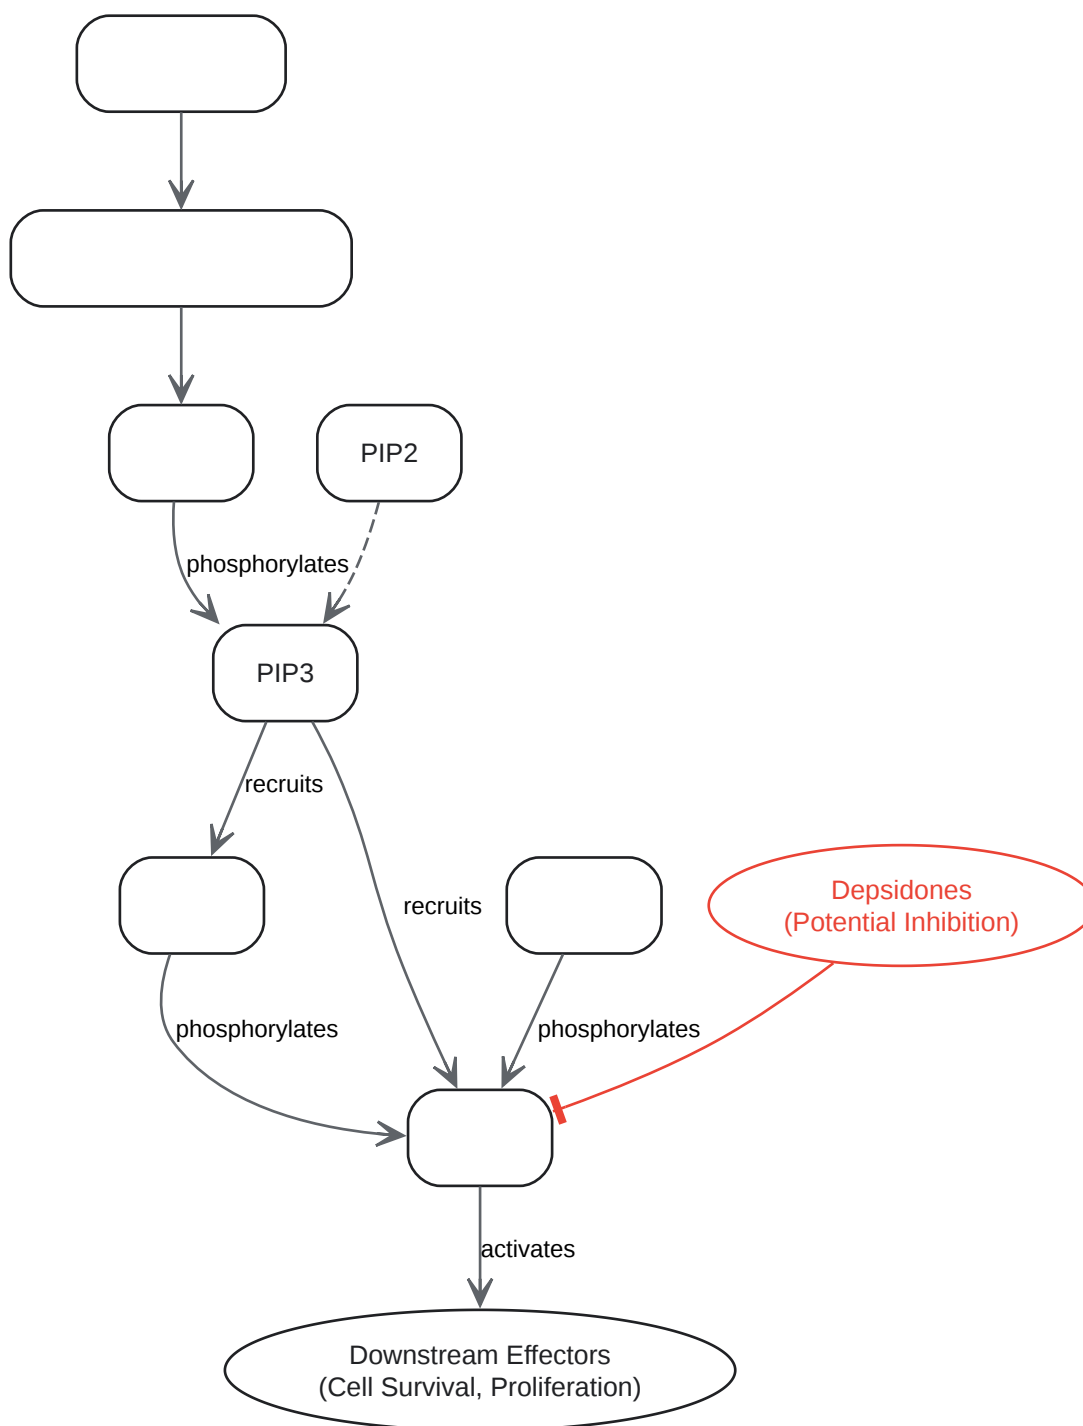 PIP2
phosphorylates
PIP3
recruits
recruits
Depsidones
(Potential Inhibition)
phosphorylates
phosphorylates
activates
Downstream Effectors
(Cell Survival, Proliferation)